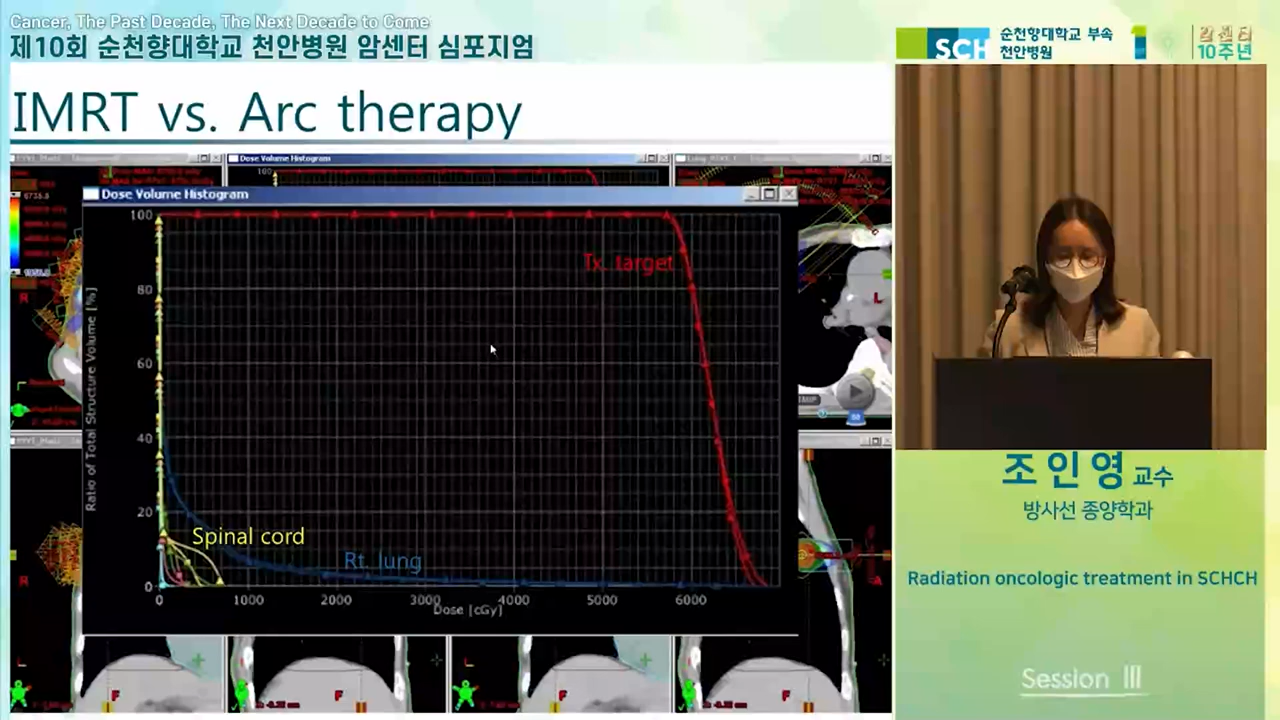 Cancer, The Past Decade, The Next Decade to Come
제10회 순천향대학교 천안병원 암센터 심포지엄
SCH 순천향대학교 부속
천안병원
암센터
10주년
IMRT vs. Arc therapy
Dose Volume Histogram
Dose Volume Histogram
100
Tx. target
80
60
40
20
0
Ratio of Total Structure Volume [%]
Spinal cord
Rt. lung
0 1000 2000 3000 4000 5000 6000
Dose [cGy]
R
L
R
A
L
F
F
L
F
F
조인영 교수
방사선 종양학과
Radiation oncologic treatment in SCHCH
Session Ⅲ